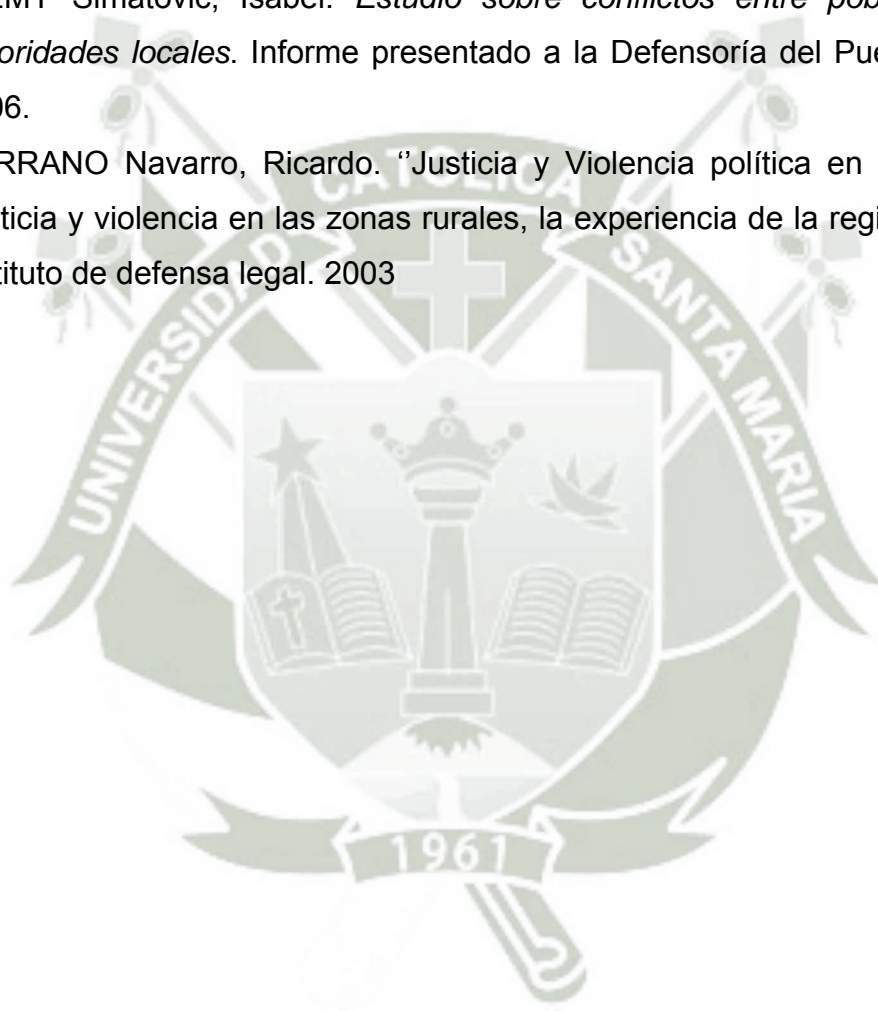 EMY Simatovic, Isabel. Estudio sobre conflictos entre pob
oridades locales. Informe presentado a la Defensoría del Pue
06.
RRANO Navarro, Ricardo. ‘’Justicia y Violencia política en
ticia y violencia en las zonas rurales, la experiencia de la regi
tituto de defensa legal. 2003
UNIVERSIDAD CATOLICA SANTA MARIA
1961